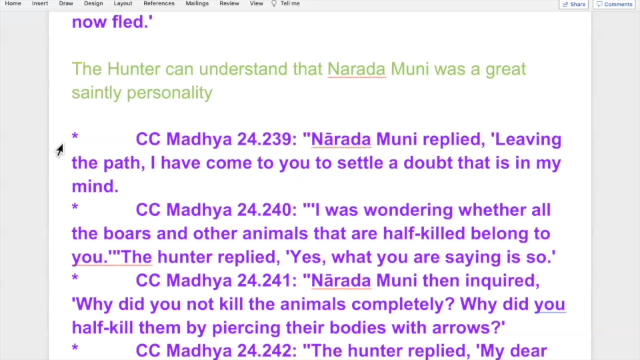 Home Insert Draw Design Layout References Mailings Review View Tell me Share Comments
now fled.'
The Hunter can understand that Narada Muni was a great
saintly personality
* CC Madhya 24.239: "Nārada Muni replied, 'Leaving
the path, I have come to you to settle a doubt that is in my
mind.
* CC Madhya 24.240: "'I was wondering whether all
the boars and other animals that are half-killed belong to
you.'"The hunter replied, 'Yes, what you are saying is so.'
* CC Madhya 24.241: "Nārada Muni then inquired,
'Why did you not kill the animals completely? Why did you
half-kill them by piercing their bodies with arrows?'
* CC Madhya 24.242: "The hunter replied, 'My dear